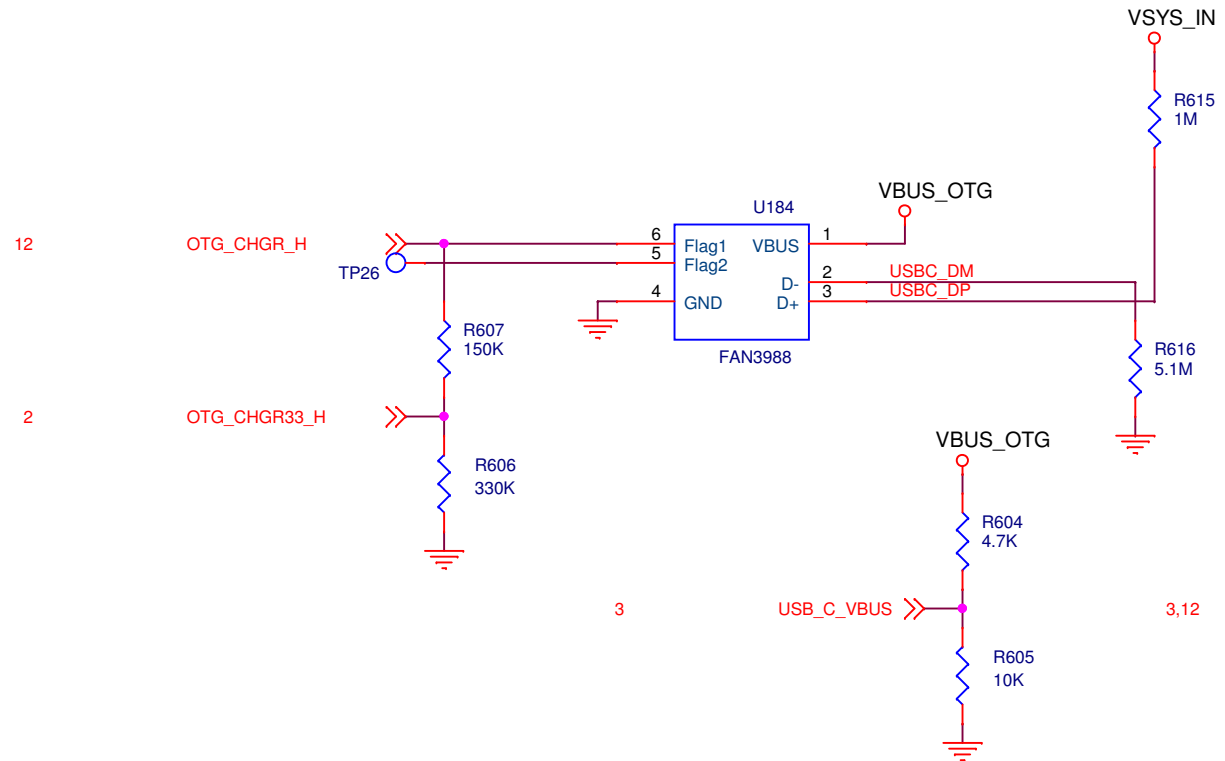 VSYS_IN
R615
1M
VBUS_OTG
U184
12
OTG_CHGR_H
6
Flag1
VBUS
1
TP26
5
Flag2
D-
2
USBC_DM
4
GND
D+
3
USBC_DP
FAN3988
R607
150K
R616
5.1M
2
OTG_CHGR33_H
VBUS_OTG
R606
330K
R604
4.7K
3
USB_C_VBUS
3,12
R605
10K